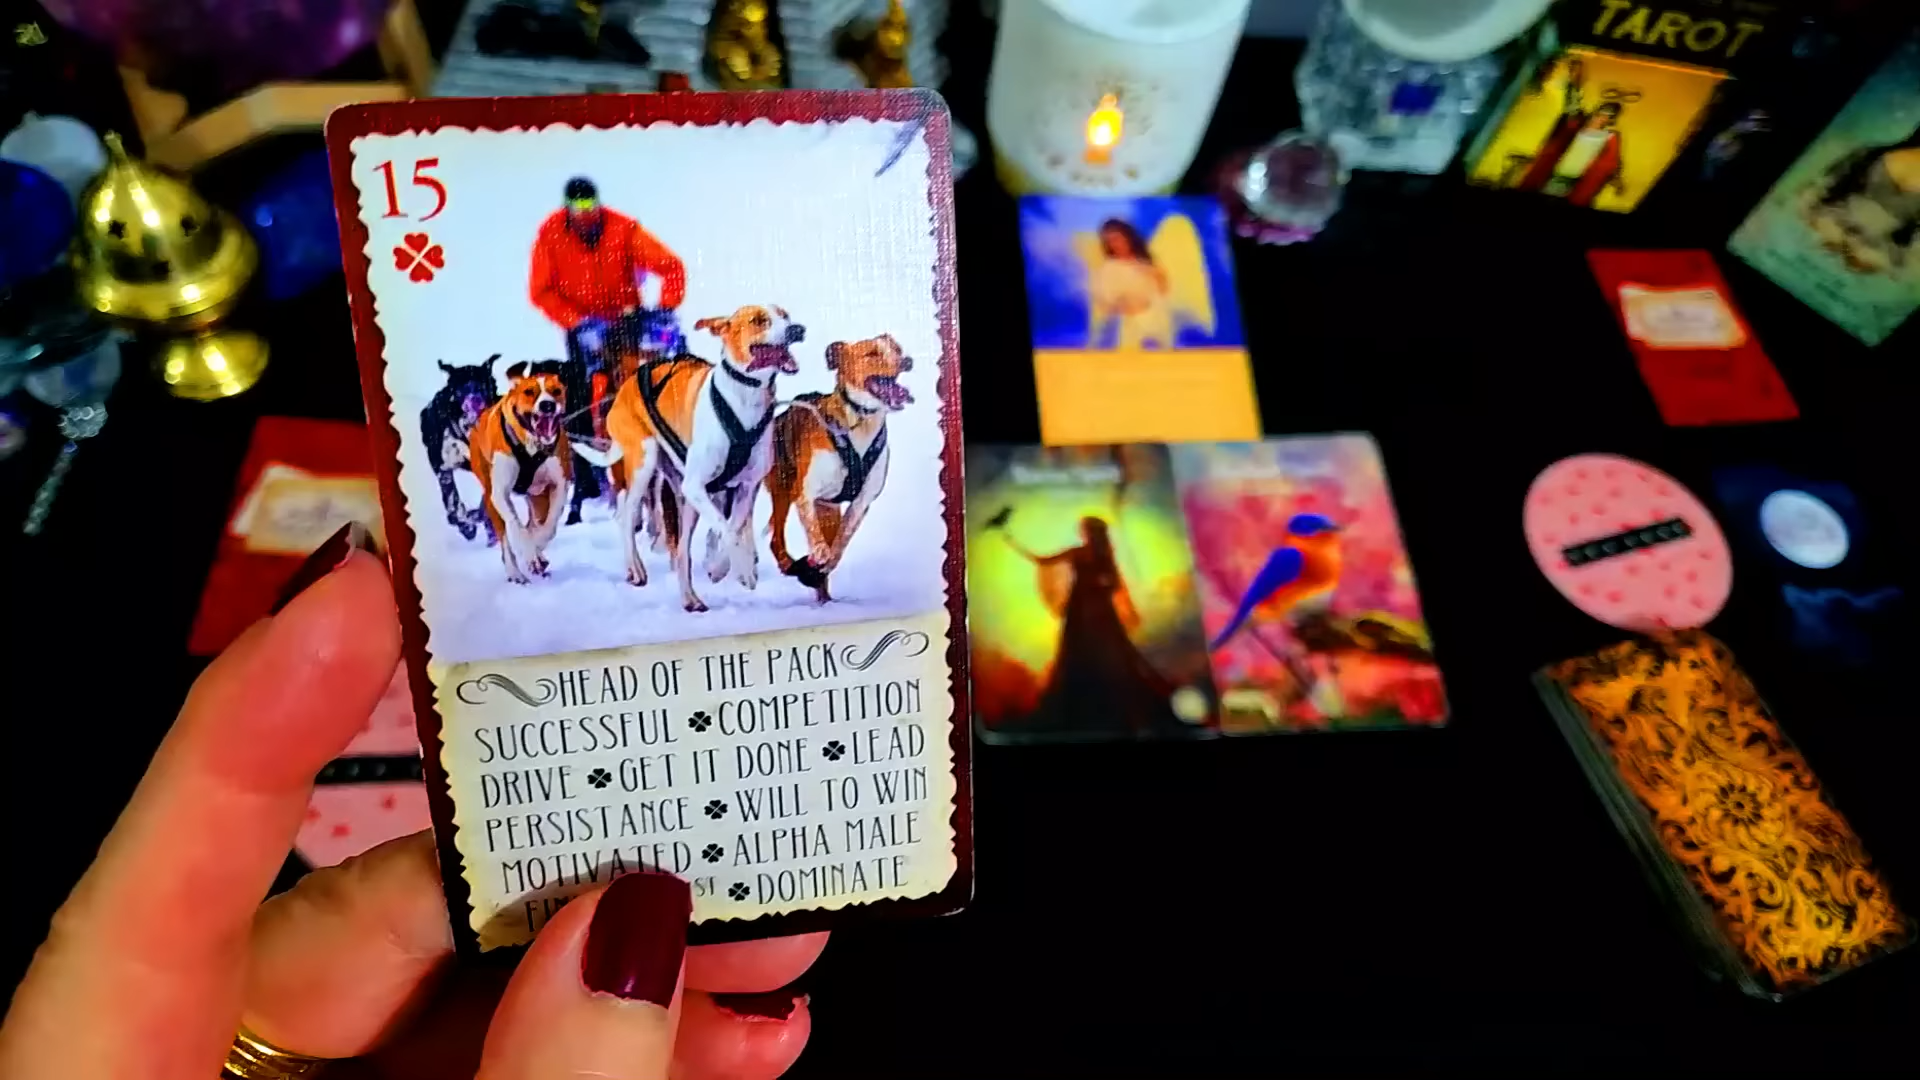 TAROT
15
HEAD OF THE PACK
SUCCESSFUL ♣ COMPETITION
DRIVE ♣ GET IT DONE ♣ LEAD
PERSISTANCE ♣ WILL TO WIN
MOTIVATED ♣ ALPHA MALE
♣ DOMINATE